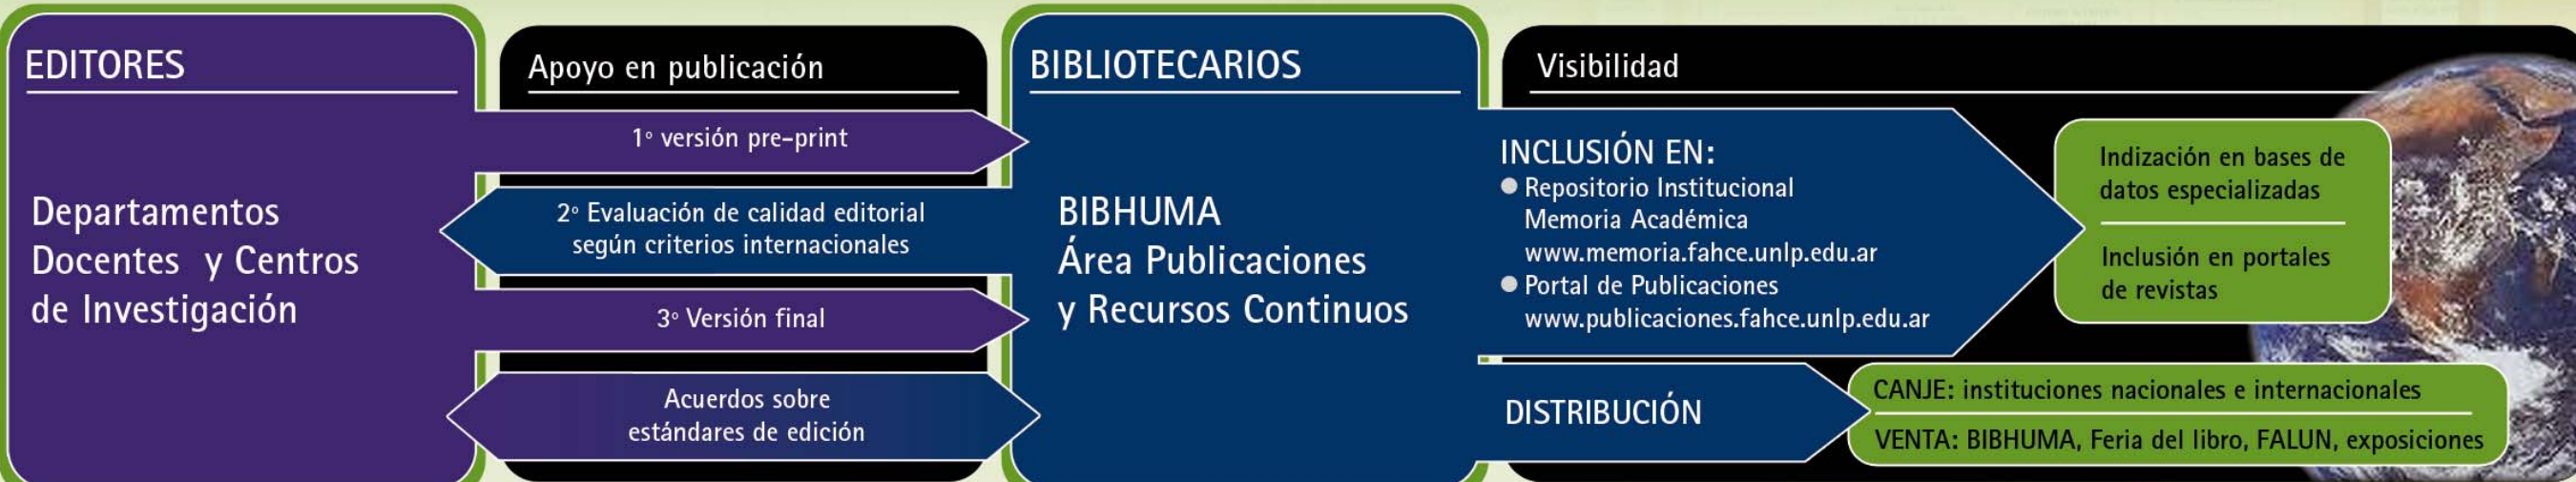 EDITORES
Departamentos
Docentes y Centros
de Investigación
Apoyo en publicación
1º versión pre-print
2º Evaluación de calidad editorial
según criterios internacionales
3º Versión final
Acuerdos sobre
estándares de edición
BIBLIOTECARIOS
BIBHUMA
Área Publicaciones
y Recursos Continuos
Visibilidad
INCLUSIÓN EN:
● Repositorio Institucional
Memoria Académica
www.memoria.fahce.unlp.edu.ar
● Portal de Publicaciones
www.publicaciones.fahce.unlp.edu.ar
Indización en bases de
datos especializadas
Inclusión en portales
de revistas
DISTRIBUCIÓN
CANJE: instituciones nacionales e internacionales
VENTA: BIBHUMA, Feria del libro, FALUN, exposiciones